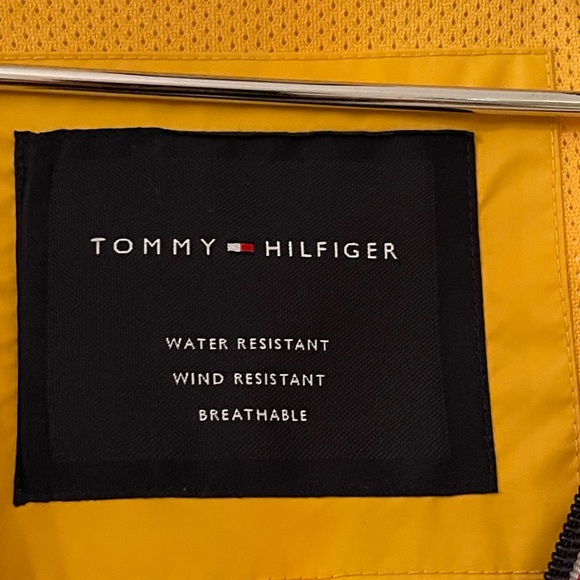 TOMMY HILFIGER
WATER RESISTANT
WIND RESISTANT
BREATHABLE